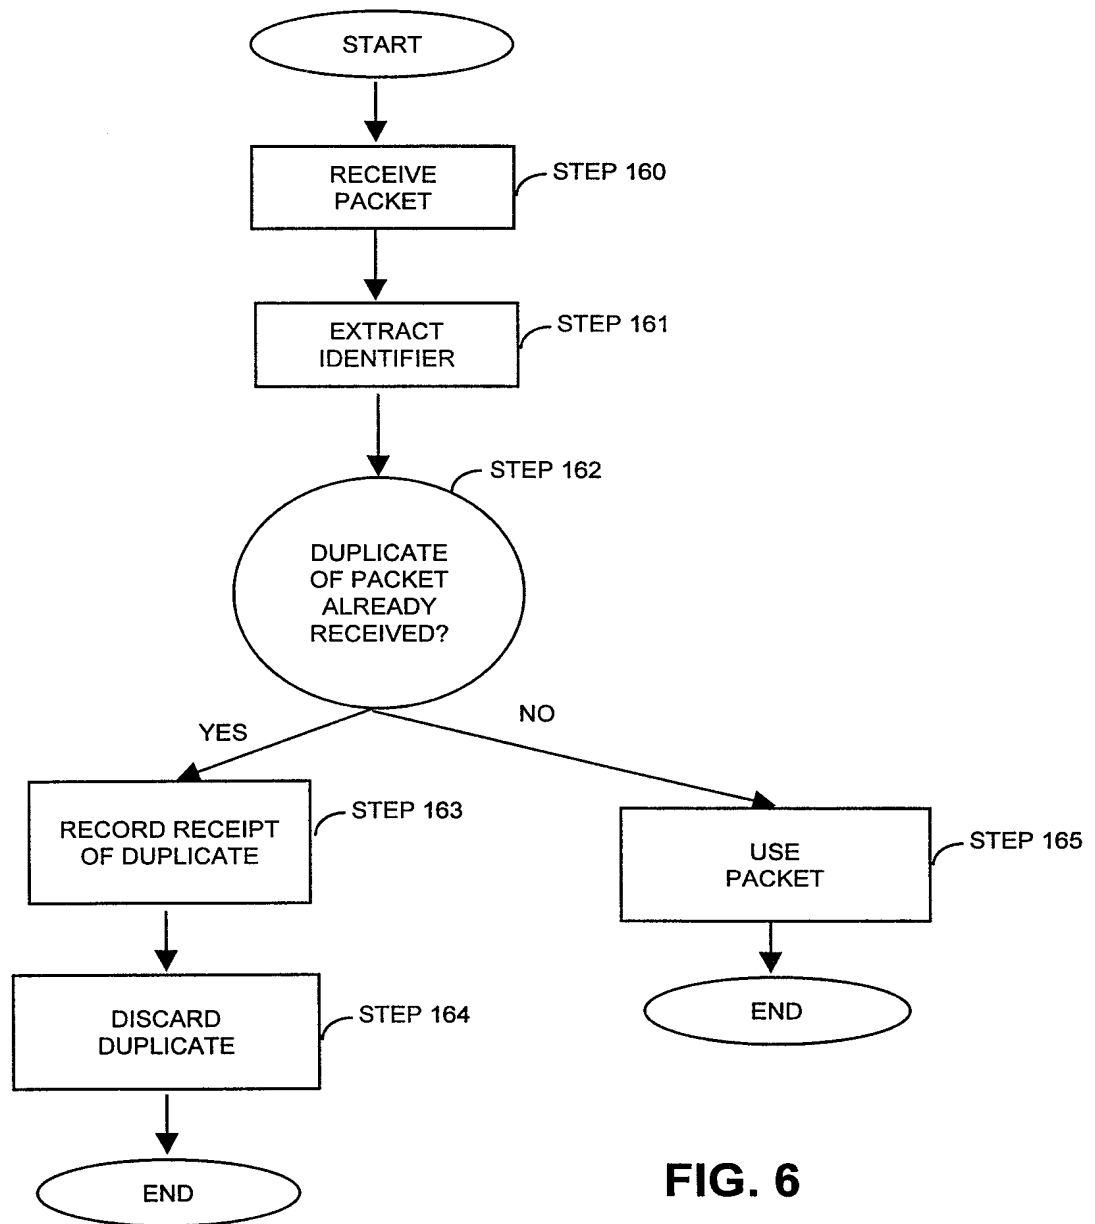 START
RECEIVE
PACKET
STEP 160
EXTRACT
IDENTIFIER
STEP 161
STEP 162
DUPLICATE
OF PACKET
ALREADY
RECEIVED?
YES
NO
RECORD RECEIPT
OF DUPLICATE
STEP 163
USE
PACKET
STEP 165
DISCARD
DUPLICATE
STEP 164
END
END
FIG. 6